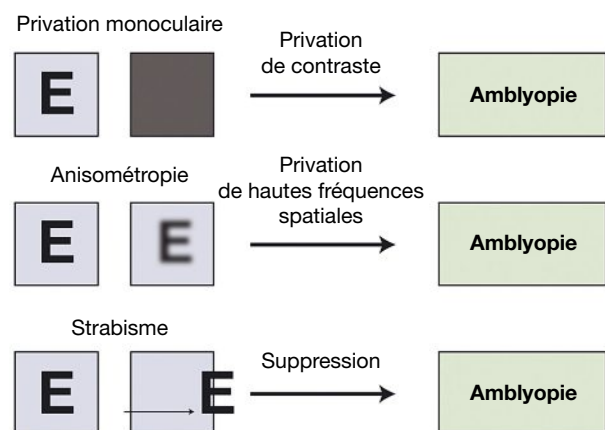 Privation monoculaire
E
Privation
de contraste
Amblyopie
Anisométropie
E
E
Privation
de hautes fréquences
spatiales
Amblyopie
Strabisme
E
E
Suppression
Amblyopie